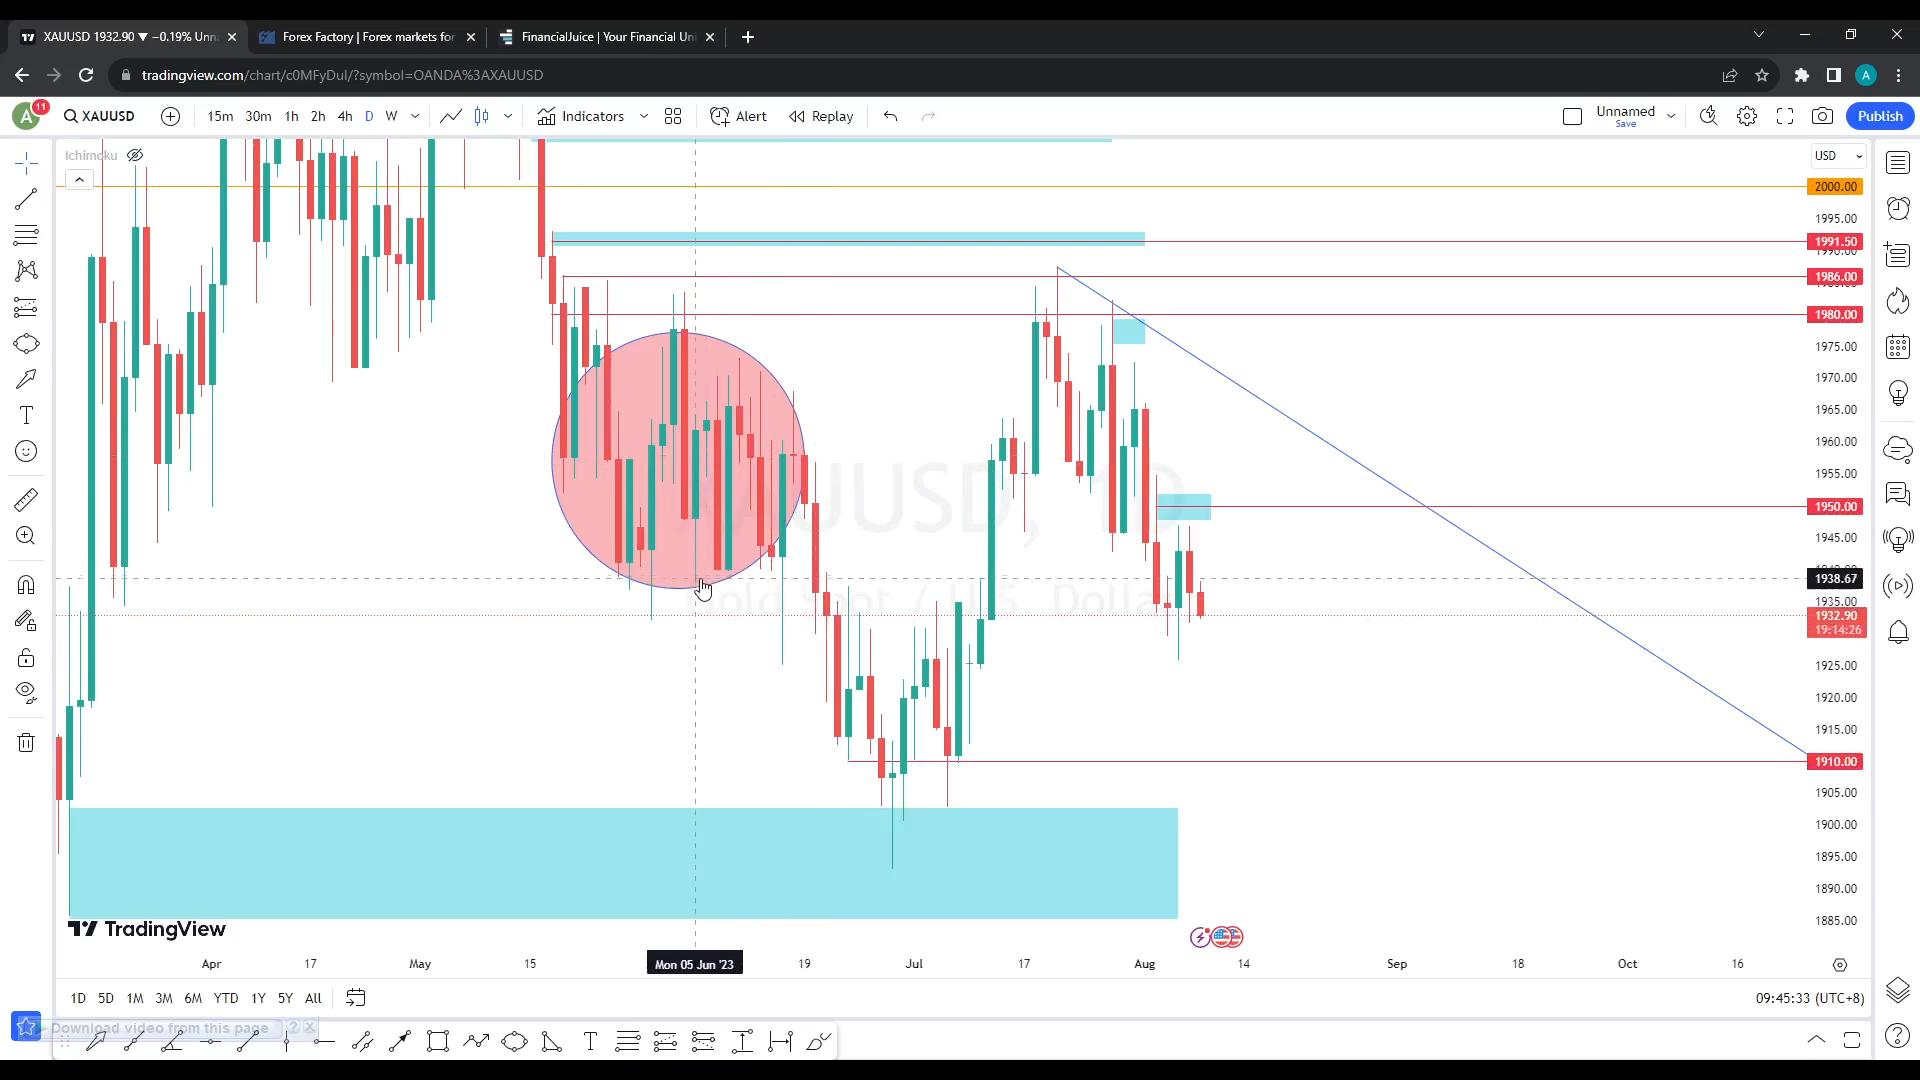 XAUUSD 1932.90 ▼ −0.19% Unn
Forex Factory | Forex markets for
FinancialJuice | Your Financial Un
tradingview.com/chart/c0MFyDul/?symbol=OANDA%3AXAUUSD
A
A 11 XAUUSD 15m 30m 1h 2h 4h D W Indicators Alert Replay Unnamed Save Publish
Ichimoku
USD
2000.00
1995.00
1991.50
1986.00
1980.00
1975.00
1970.00
1965.00
1960.00
1955.00
1950.00
1945.00
1938.67
1935.00
1932.90
19:14:26
1925.00
1920.00
1915.00
1910.00
1905.00
1900.00
1895.00
1890.00
1885.00
XAUUSD, 1D
Gold Spot / U.S. Dollar
TradingView
Apr 17 May 15 Mon 05 Jun '23 19 Jul 17 Aug 14 Sep 18 Oct 16
1D 5D 1M 3M 6M YTD 1Y 5Y All
09:45:33 (UTC+8)
Download video from this page ? X